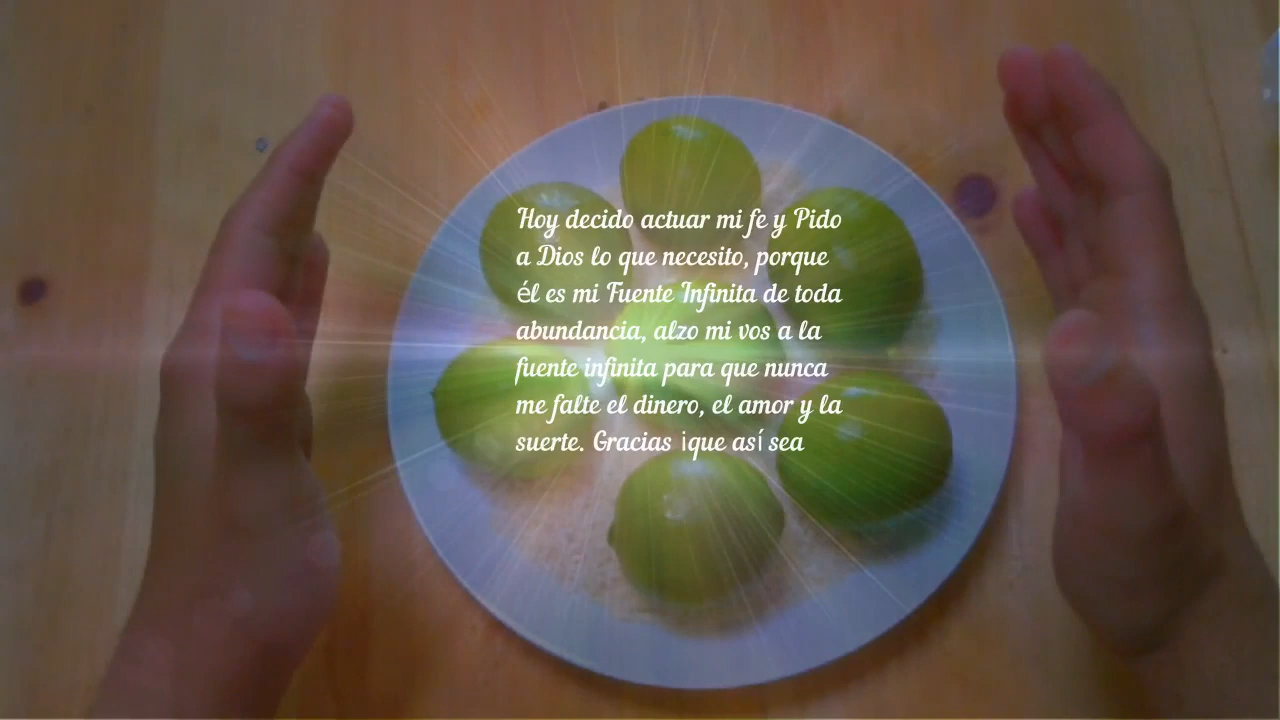 Hoy decido actuar mi fe y Pido
a Dios lo que necesito, porque
él es mi Fuente Infinita de toda
abundancia, alzo mi vos a la
fuente infinita para que nunca
me falte el dinero, el amor y la
suerte. Gracias ¡que así sea